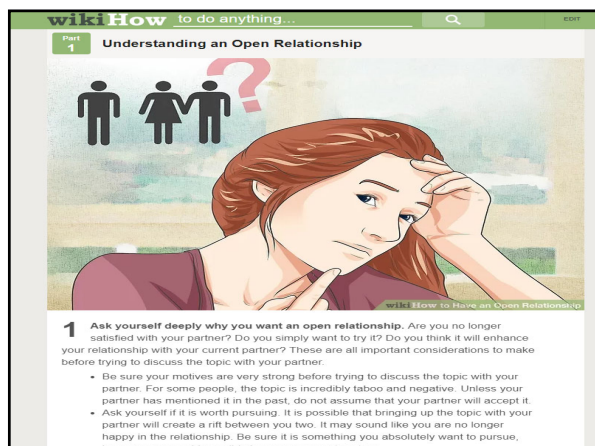 wikiHow to do anything...
EDIT
Part
1
Understanding an Open Relationship
?
wikiHow to Have an Open Relationship
1 Ask yourself deeply why you want an open relationship. Are you no longer
satisfied with your partner? Do you simply want to try it? Do you think it will enhance
your relationship with your current partner? These are all important considerations to make
before trying to discuss the topic with your partner.
• Be sure your motives are very strong before trying to discuss the topic with your
partner. For some people, the topic is incredibly taboo and negative. Unless your
partner has mentioned it in the past, do not assume that your partner will accept it.
• Ask yourself if it is worth pursuing. It is possible that bringing up the topic with your
partner will create a rift between you two. It may sound like you are no longer
happy in the relationship. Be sure it is something you absolutely want to pursue,